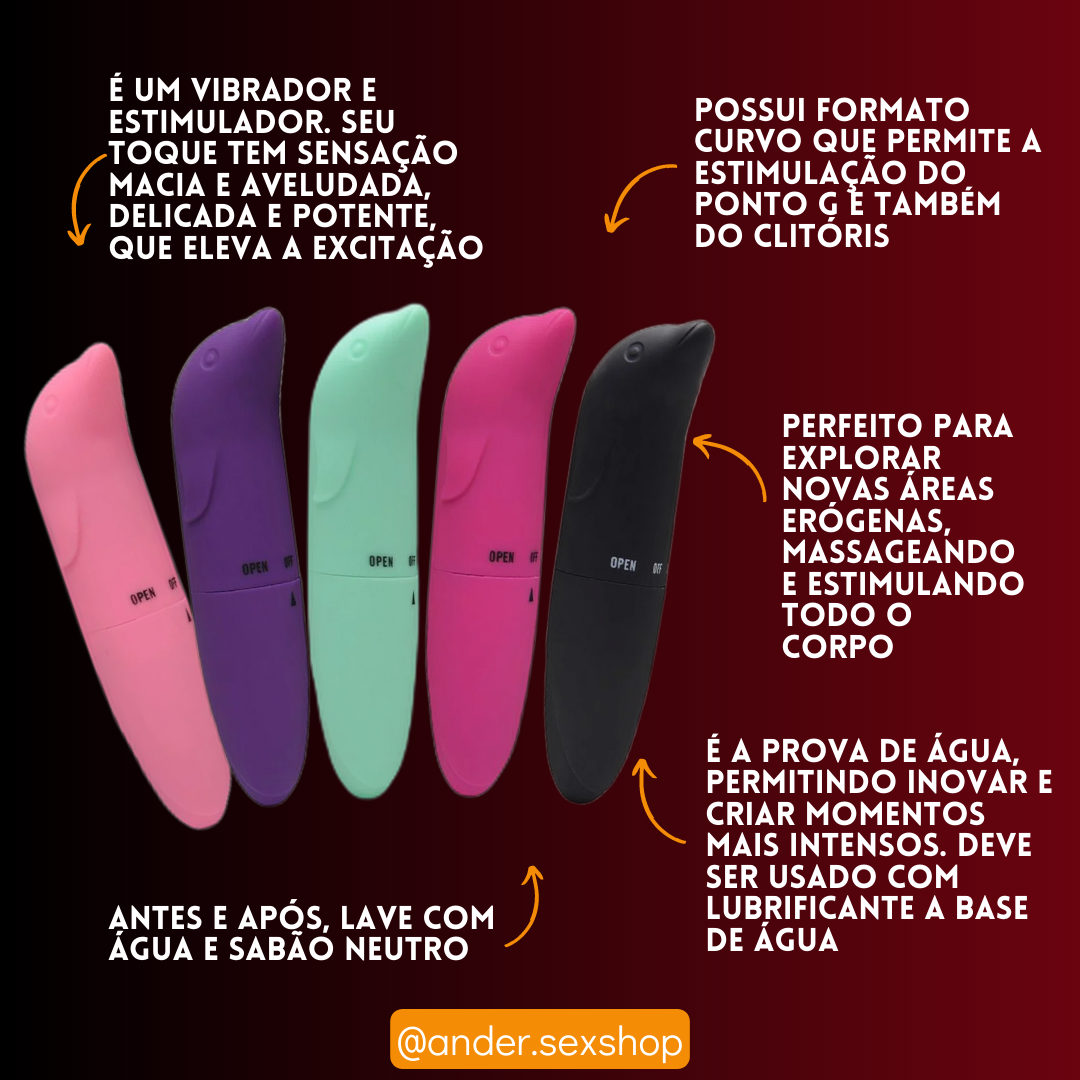 É UM VIBRADOR E
ESTIMULADOR. SEU
TOQUE TEM SENSAÇÃO
MACIA E AVELUDADA,
DELICADA E POTENTE,
QUE ELEVA A EXCITAÇÃO
POSSUI FORMATO
CURVO QUE PERMITE A
ESTIMULAÇÃO DO
PONTO G E TAMBÉM
DO CLITÓRIS
OPEN OFF
OPEN OFF
OPEN OFF
OPEN OFF
OPEN OFF
PERFEITO PARA
EXPLORAR
NOVAS ÁREAS
ERÓGENAS,
MASSAGEANDO
E ESTIMULANDO
TODO O
CORPO
É A PROVA DE ÁGUA,
PERMITINDO INOVAR E
CRIAR MOMENTOS
MAIS INTENSOS. DEVE
SER USADO COM
LUBRIFICANTE A BASE
DE ÁGUA
ANTES E APÓS, LAVE COM
ÁGUA E SABÃO NEUTRO
@ander.sexshop